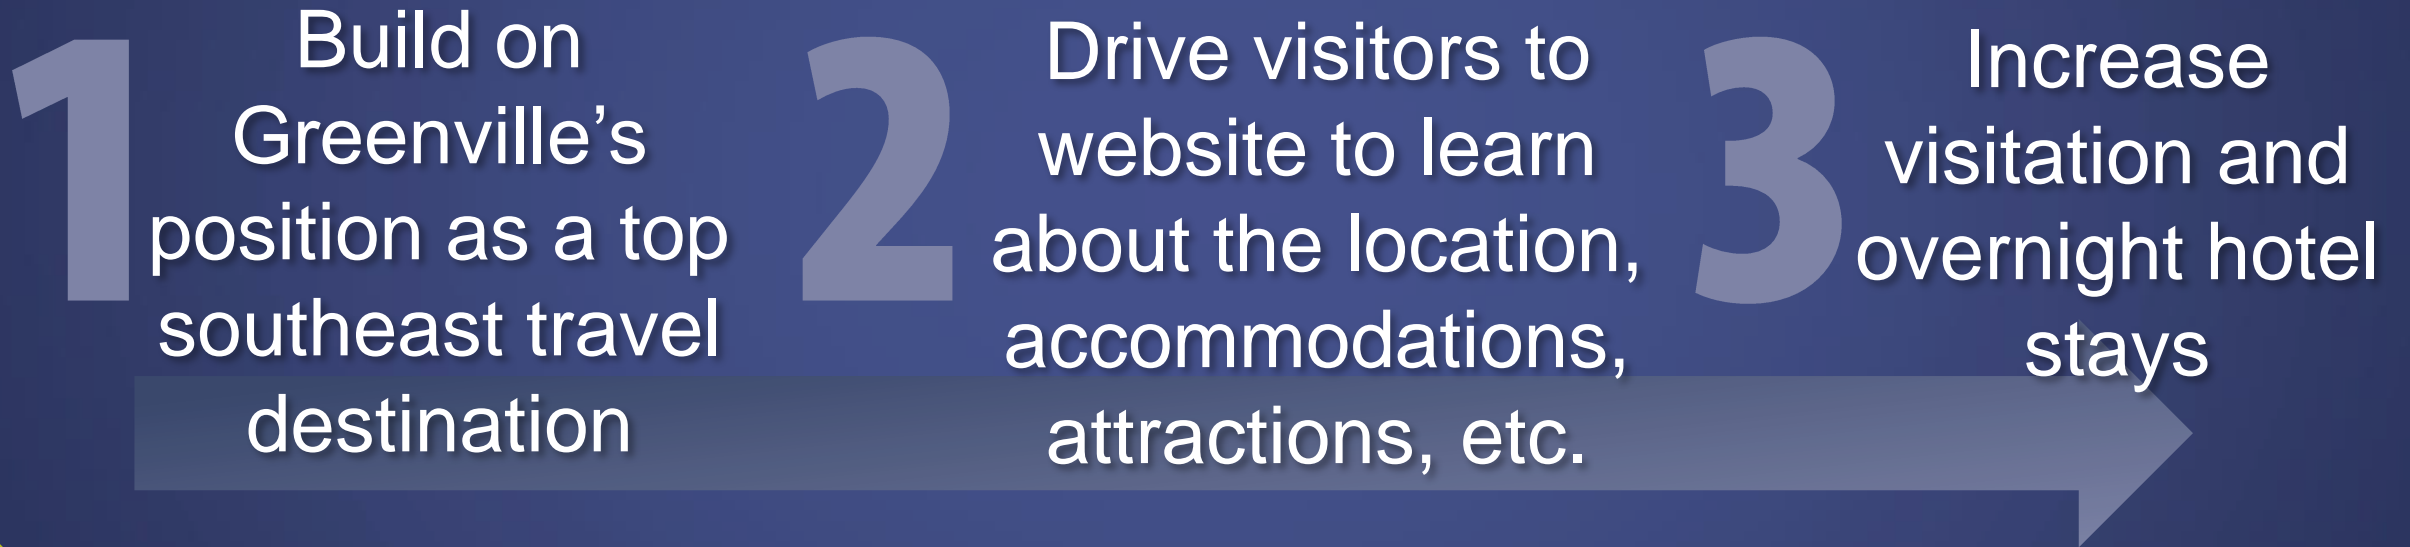 1
Build on
Greenville’s
position as a top
southeast travel
destination
2
Drive visitors to
website to learn
about the location,
accommodations,
attractions, etc.
3
Increase
visitation and
overnight hotel
stays